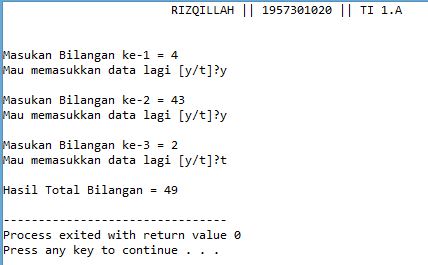 RIZQILLAH || 1957301020 || TI 1.A
Masukan Bilangan ke-1 = 4
Mau memasukkan data lagi [y/t]?y
Masukan Bilangan ke-2 = 43
Mau memasukkan data lagi [y/t]?y
Masukan Bilangan ke-3 = 2
Mau memasukkan data lagi [y/t]?t
Hasil Total Bilangan = 49
--------------------------------
Process exited with return value 0
Press any key to continue . . .